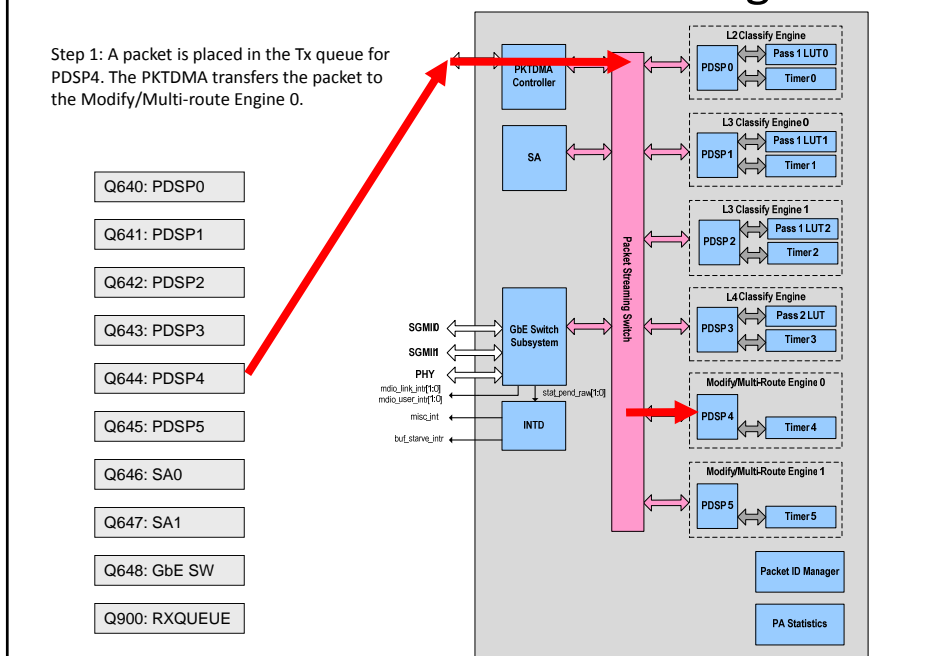 Step 1: A packet is placed in the Tx queue for
PDSP4. The PKTDMA transfers the packet to
the Modify/Multi-route Engine 0.
Q640: PDSP0
Q641: PDSP1
Q642: PDSP2
Q643: PDSP3
Q644: PDSP4
Q645: PDSP5
Q646: SA0
Q647: SA1
Q648: GbE SW
Q900: RXQUEUE
PKTDMA
Controller
SA
SGMII0
SGMII1
PHY
GbE Switch
Subsystem
mdio_link_intr[1:0]
mdio_user_intr[1:0]
stat_pend_raw[1:0]
misc_int
buf_starve_intr
INTD
Packet Streaming Switch
L2 Classify Engine
PDSP 0
Pass 1 LUT 0
Timer 0
L3 Classify Engine 0
PDSP 1
Pass 1 LUT 1
Timer 1
L3 Classify Engine 1
PDSP 2
Pass 1 LUT 2
Timer 2
L4 Classify Engine
PDSP 3
Pass 2 LUT
Timer 3
Modify/Multi-Route Engine 0
PDSP 4
Timer 4
Modify/Multi-Route Engine 1
PDSP 5
Timer 5
Packet ID Manager
PA Statistics